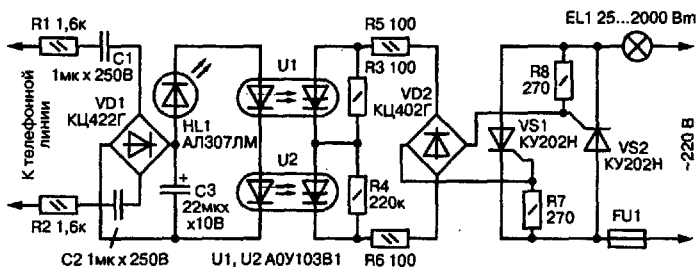 R1 1,6к
C1
1мк х 250В
VD1
КЦ422Г
К телефонной
линии
R2 1,6к
C2 1мк х 250В
HL1
АЛ307ЛМ
+
C3
22мкх
х10В
U1
U2
U1, U2 АОУ103В1
R5 100
R3 100
R4
220к
R6 100
VD2
КЦ402Г
EL1 25...2000 Вт
R8
270
VS1
КУ202Н
VS2
КУ202Н
R7
270
FU1
~220 В